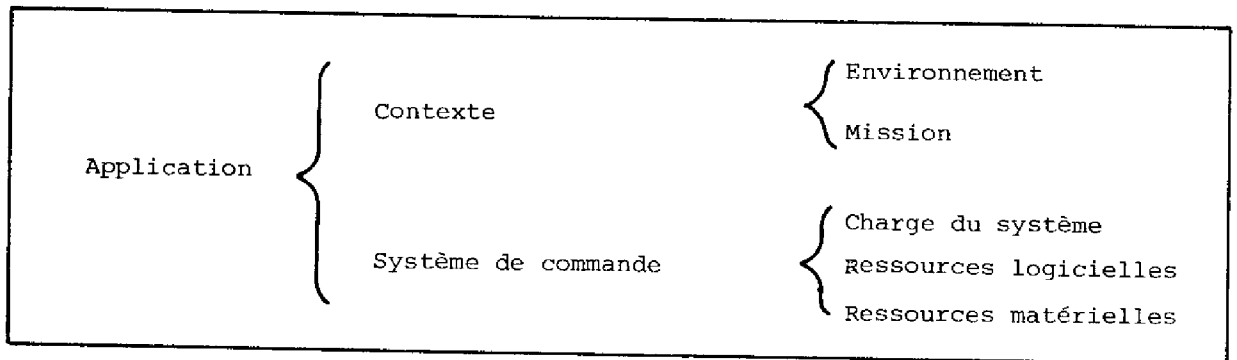 Application
Contexte
Environnement
Mission
Système de commande
Charge du système
Ressources logicielles
Ressources matérielles